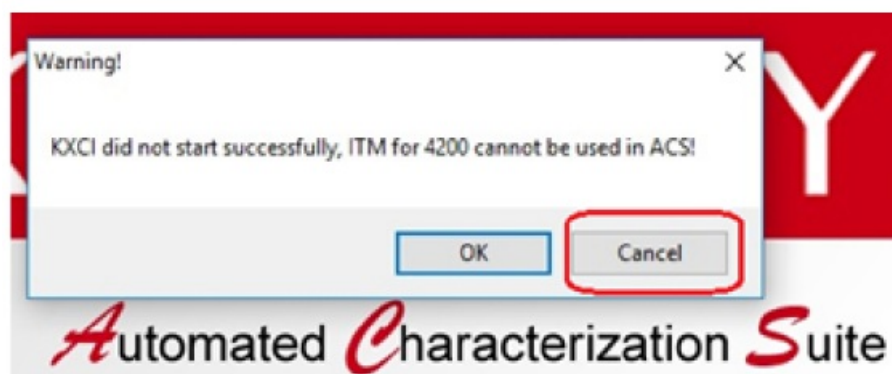 Warning!
KXCI did not start successfully, ITM for 4200 cannot be used in ACS!
OK
Cancel
Y
Automated Characterization Suite